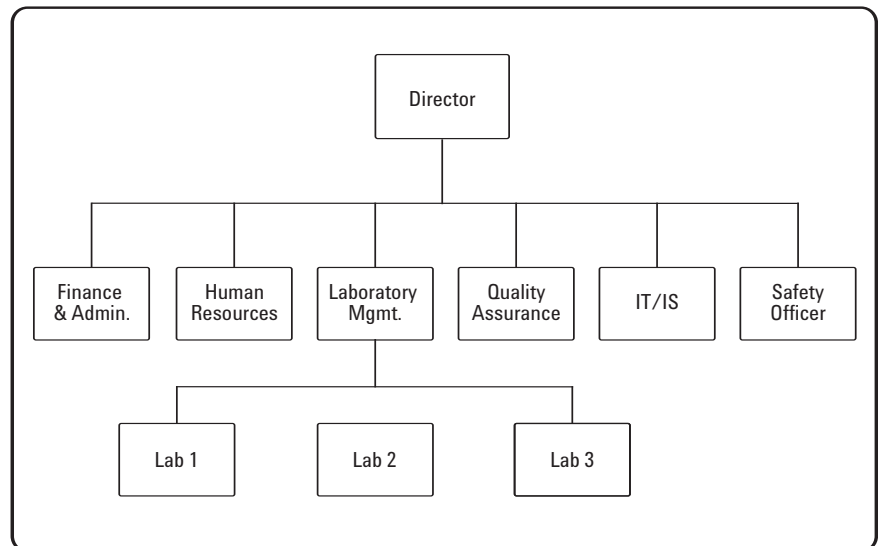 Director
Finance
& Admin.
Human
Resources
Laboratory
Mgmt.
Quality
Assurance
IT/IS
Safety
Officer
Lab 1
Lab 2
Lab 3